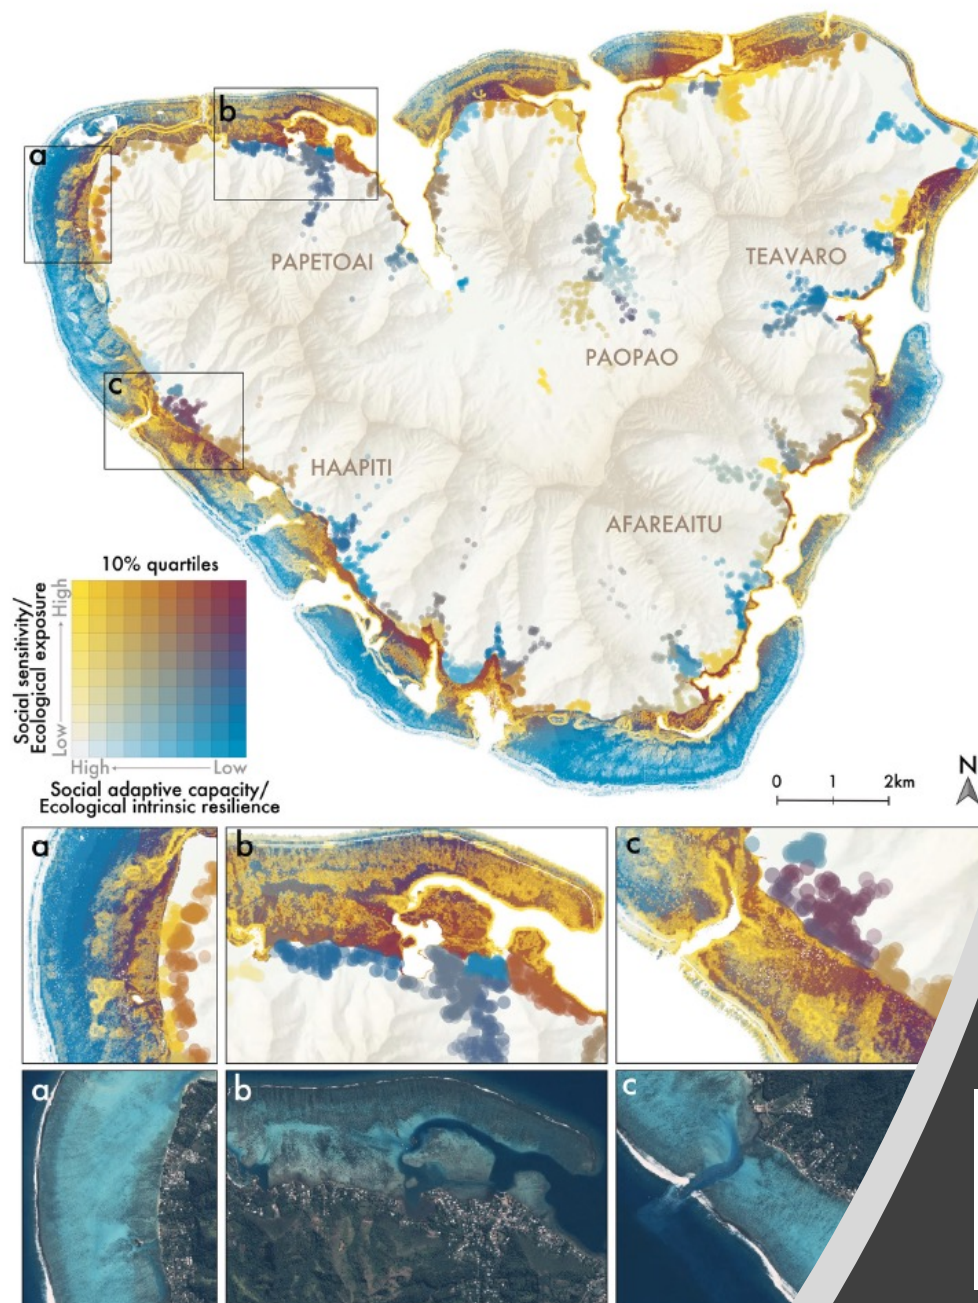 b
a
PAPETOAI
TEAVARO
PAOPAO
c
HAAPITI
AFAREAITU
10% quartiles
Social sensitivity/
Ecological exposure
High
Low
High
Low
Social adaptive capacity/
Ecological intrinsic resilience
0 1 2km
N
a
b
c
a
b
c